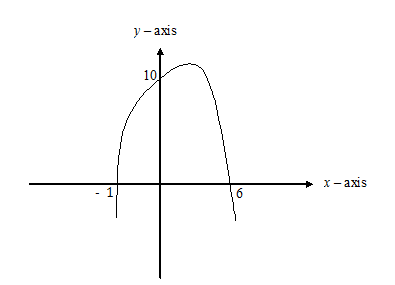 y – axis
10
x – axis
- 1
6